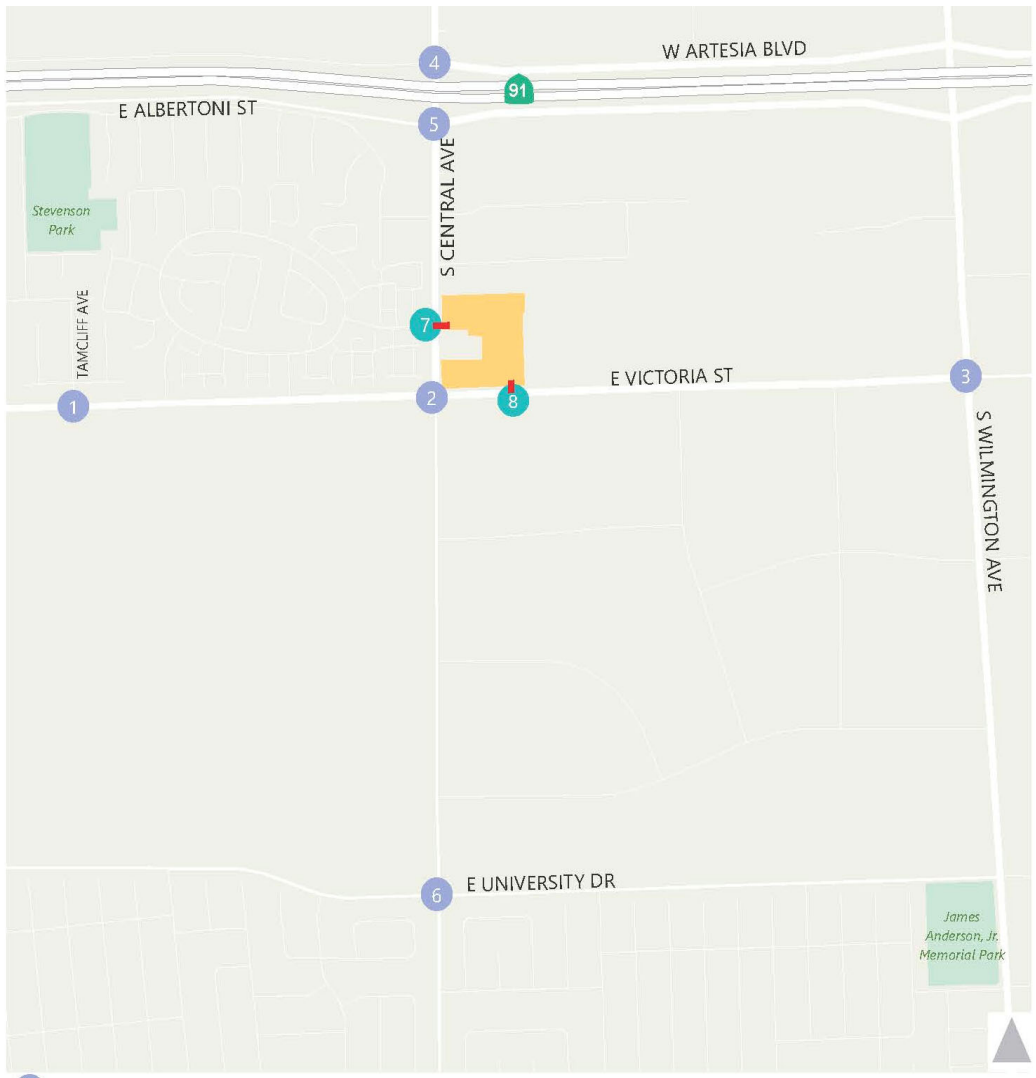 W ARTESIA BLVD
4
91
E ALBERTONI ST
5
S CENTRAL AVE
Stevenson
Park
TAMCLIFF AVE
7
E VICTORIA ST
3
1
2
8
S WILMINGTON AVE
E UNIVERSITY DR
6
James
Anderson, Jr.
Memorial Park